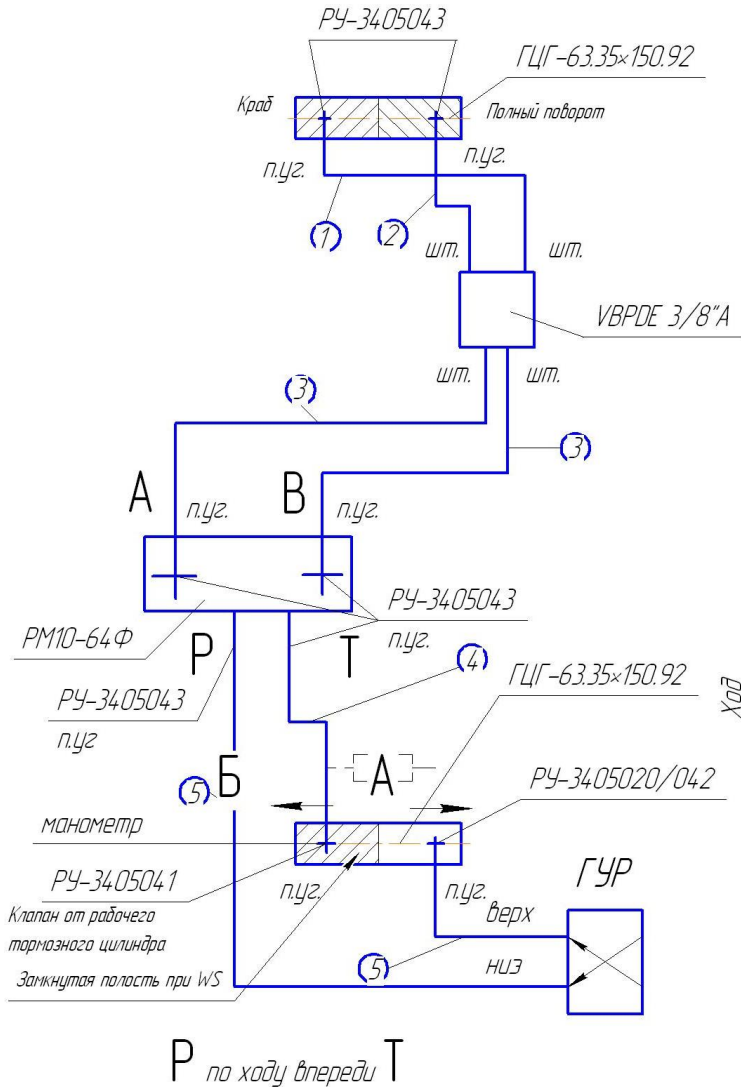 РУ-3405043
ГЦГ-63.35×150.92
Краб
Полный поворот
п.уг.
п.уг.
1
2
шт.
шт.
VBPDE 3/8"А
шт.
шт.
3
3
А
В
п.уг.
п.уг.
РУ-3405043
п.уг.
РМ10-64Ф
Р
Т
4
ГЦГ-63.35×150.92
Ход
РУ-3405043
п.уг
5
Б
А
РУ-3405020/042
манометр
РУ-3405041
п.уг.
п.уг.
ГУР
Клапан от рабочего
тормозного цилиндра
верх
5
низ
Замкнутая полость при WS
Р по ходу впереди Т